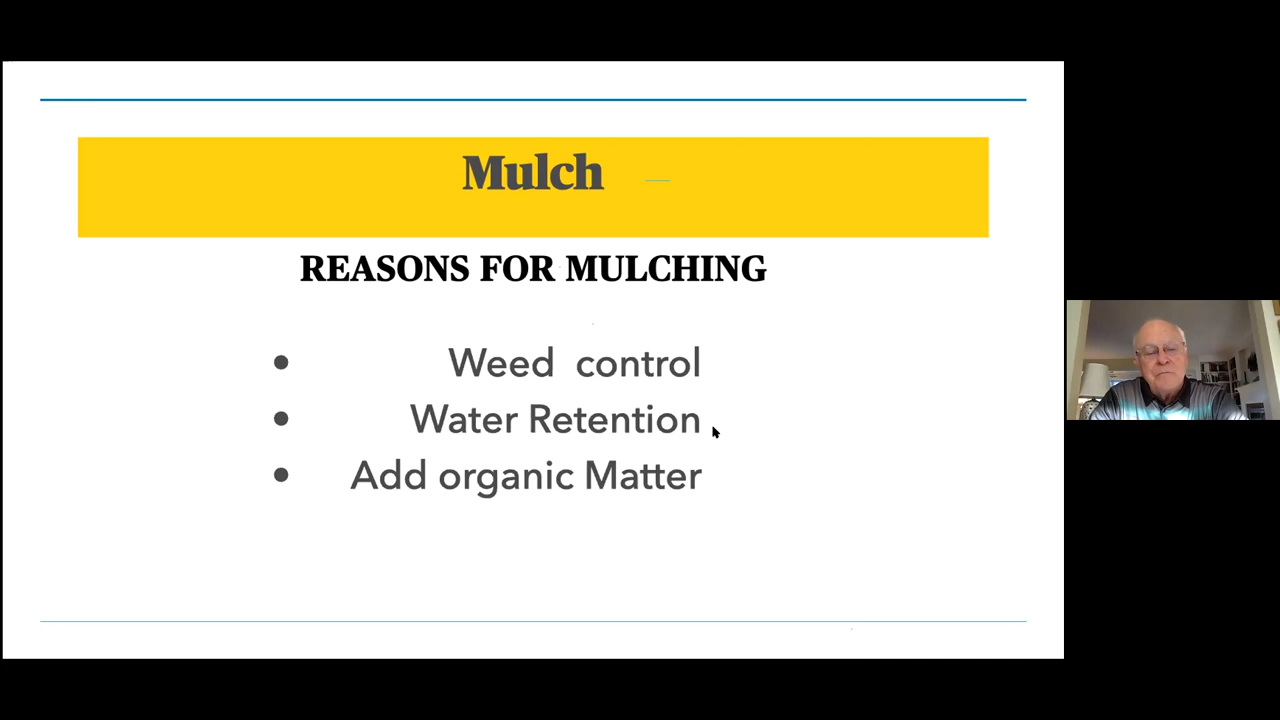 Mulch
REASONS FOR MULCHING
• Weed control
• Water Retention
• Add organic Matter